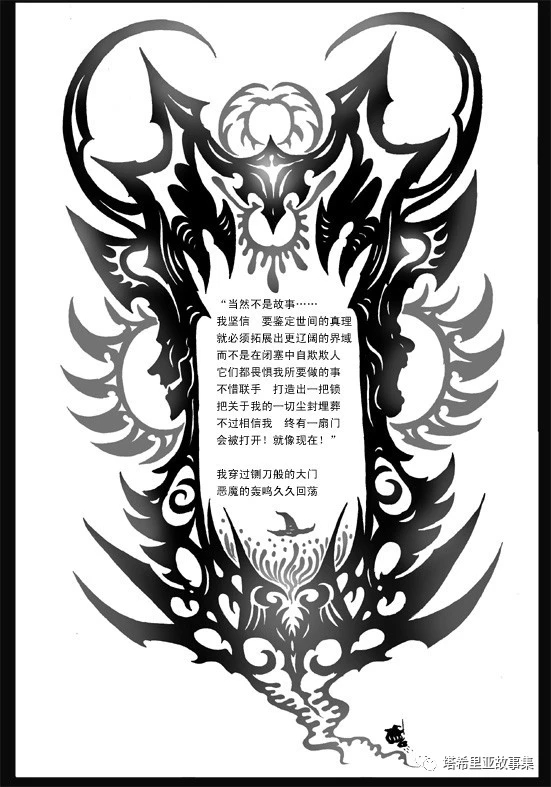 “当然不是故事……
我坚信　要鉴定世间的真理
就必须拓展出更辽阔的界域
而不是在闭塞中自欺欺人
它们都畏惧我所要做的事
不惜联手　打造出一把锁
把关于我的一切尘封埋葬
不过相信我　终有一扇门
会被打开！就像现在！”
我穿过铡刀般的大门
恶魔的轰鸣久久回荡
塔希里亚故事集